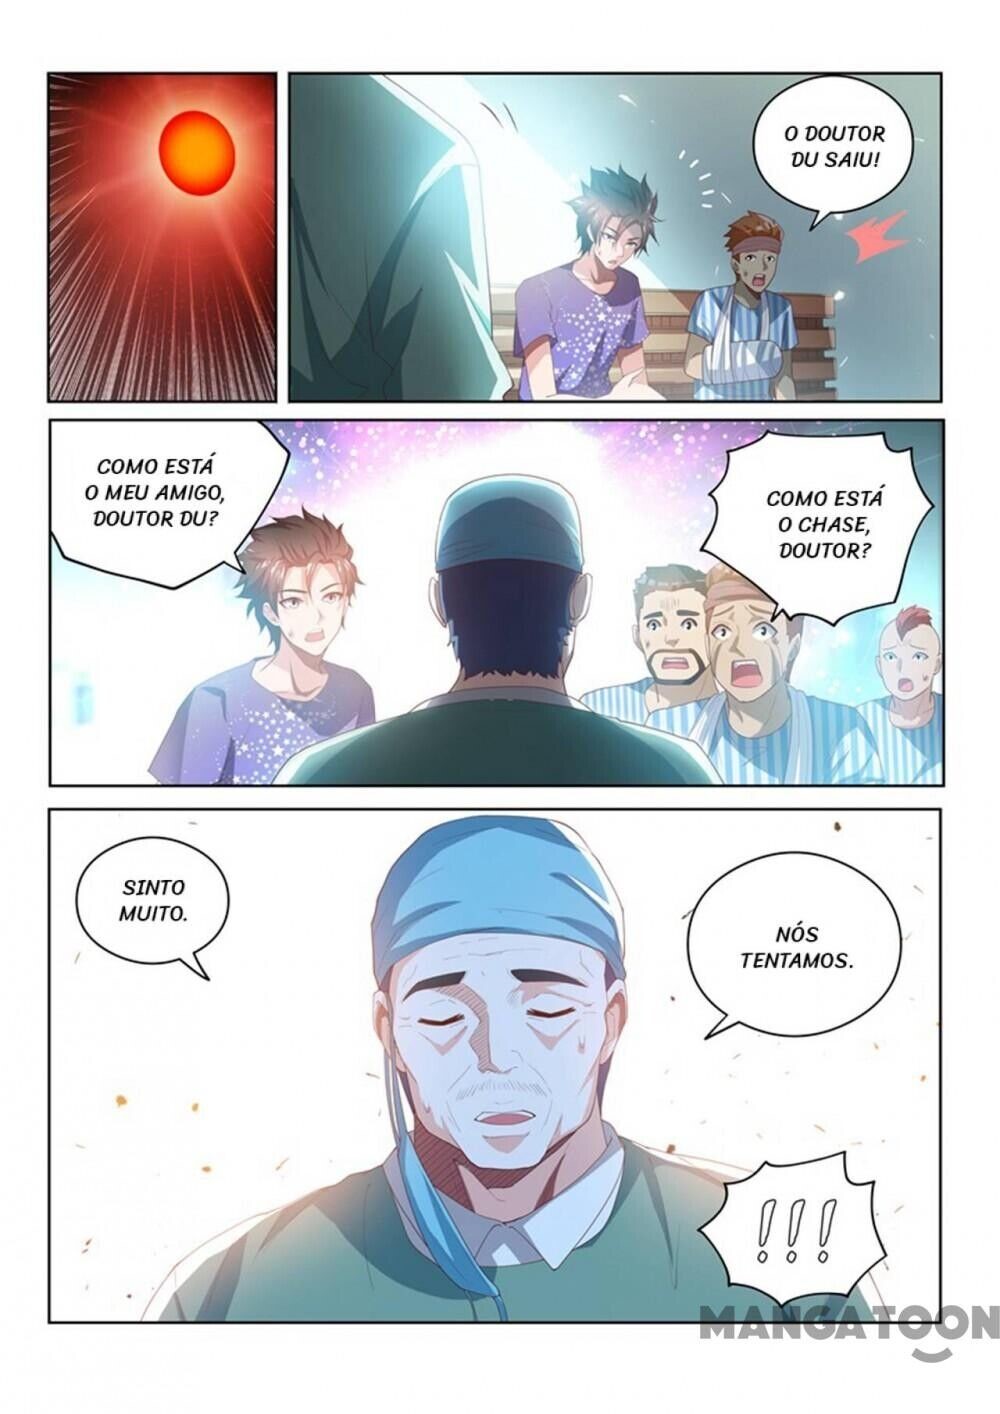 O DOUTOR
DU SAIU!
COMO ESTÁ
O MEU AMIGO,
DOUTOR DU?
COMO ESTÁ
O CHASE,
DOUTOR?
SINTO
MUITO.
NÓS
TENTAMOS.
!!!
MANGATOON